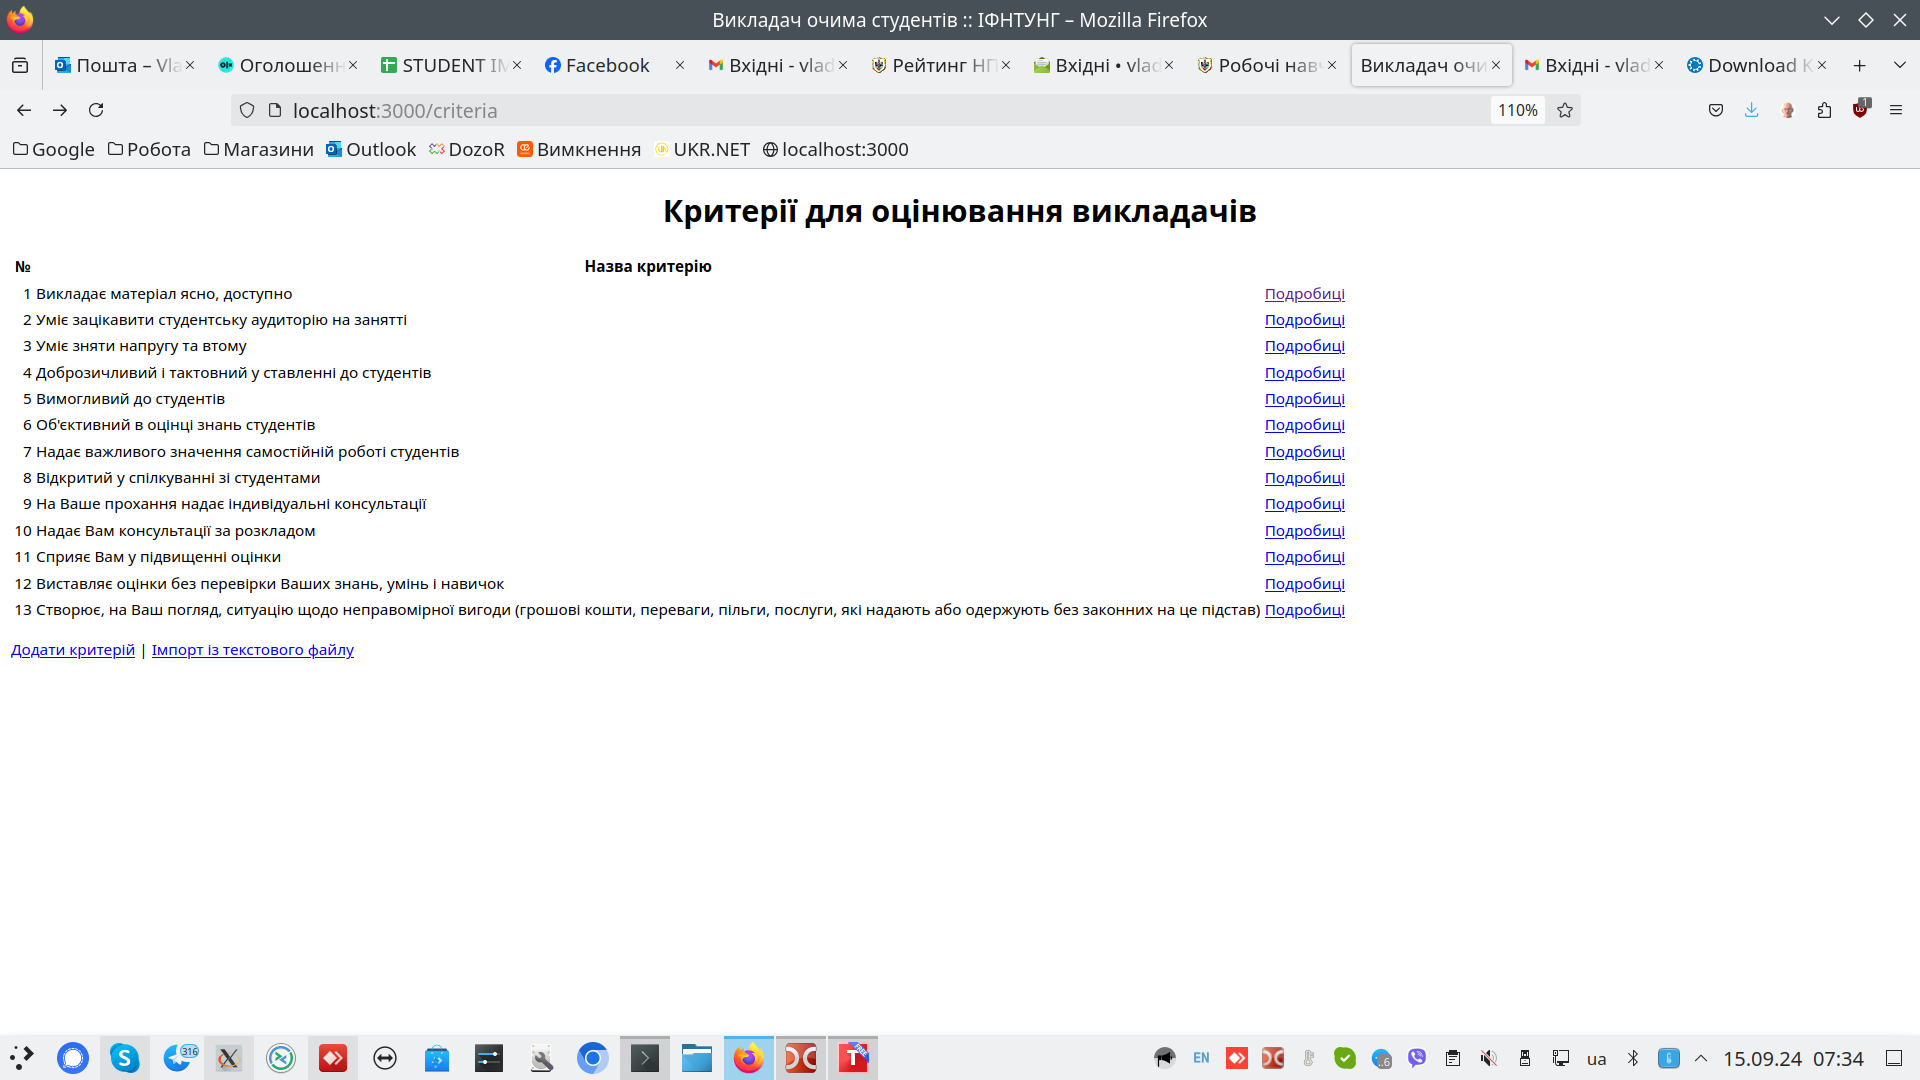 Викладач очима студентів :: ІФНТУНГ – Mozilla Firefox
Пошта – Vla
Оголошенн
STUDENT IM
Facebook
Вхідні - vlad
Рейтинг НП
Вхідні • vlad
Робочі навч
Викладач очи
Вхідні - vlad
Download K
localhost:3000/criteria
110%
1
Google
Робота
Магазини
Outlook
DozoR
Вимкнення
UKR.NET
localhost:3000
Критерії для оцінювання викладачів
№ Назва критерію
1 Викладає матеріал ясно, доступно Подробиці
2 Уміє зацікавити студентську аудиторію на занятті Подробиці
3 Уміє зняти напругу та втому Подробиці
4 Доброзичливий і тактовний у ставленні до студентів Подробиці
5 Вимогливий до студентів Подробиці
6 Об'єктивний в оцінці знань студентів Подробиці
7 Надає важливого значення самостійній роботі студентів Подробиці
8 Відкритий у спілкуванні зі студентами Подробиці
9 На Ваше прохання надає індивідуальні консультації Подробиці
10 Надає Вам консультації за розкладом Подробиці
11 Сприяє Вам у підвищенні оцінки Подробиці
12 Виставляє оцінки без перевірки Ваших знань, умінь і навичок Подробиці
13 Створює, на Ваш погляд, ситуацію щодо неправомірної вигоди (грошові кошти, переваги, пільги, послуги, які надають або одержують без законних на це підстав) Подробиці
Додати критерій | Імпорт із текстового файлу
316
EN
ua
15.09.24 07:34